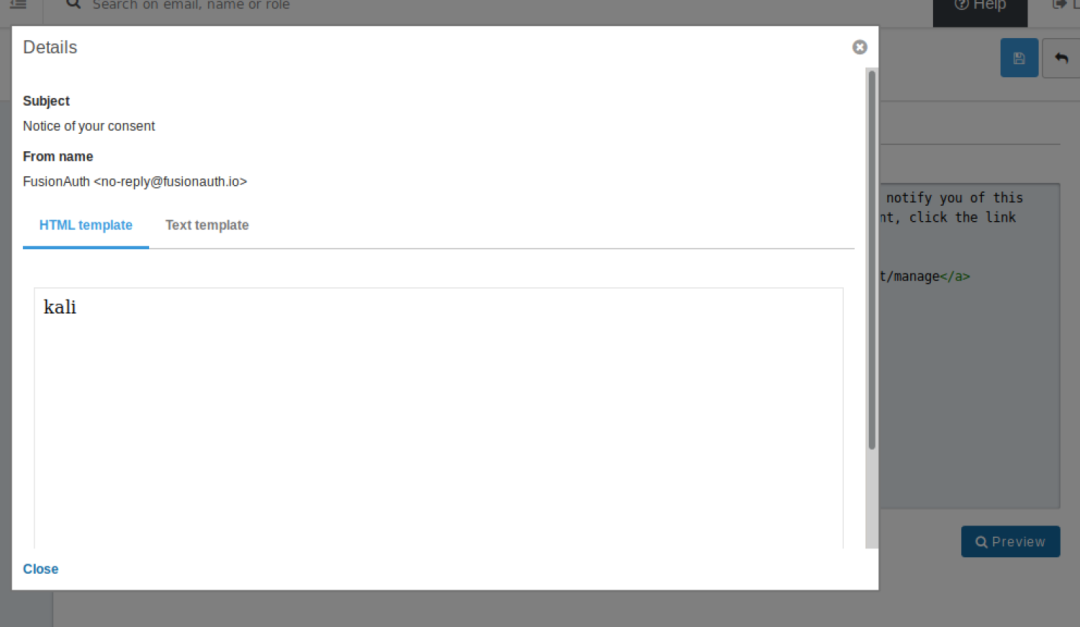 Search on email, name or role
Help
Details
Subject
Notice of your consent
From name
FusionAuth <no-reply@fusionauth.io>
HTML template
Text template
notify you of this
nt, click the link
t/manage</a>
kali
Preview
Close